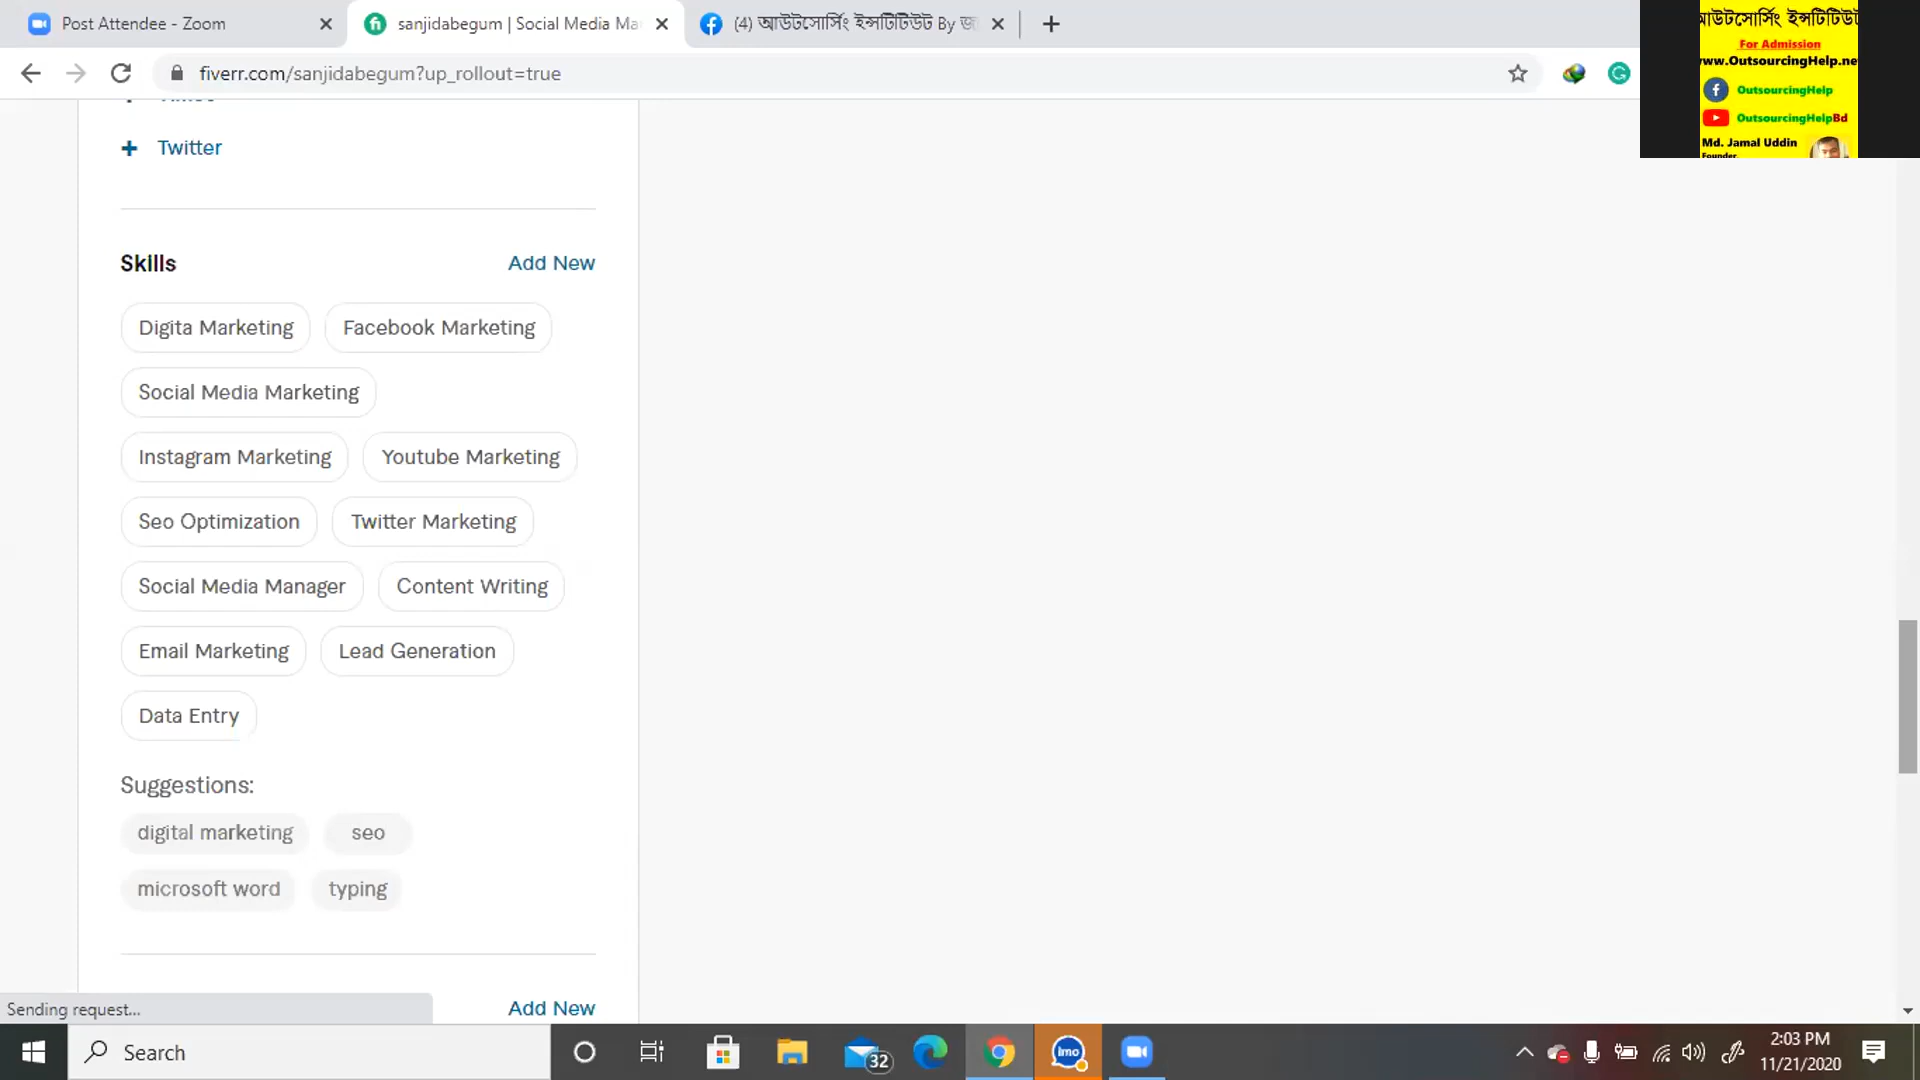 Post Attendee - Zoom
sanjidabegum | Social Media Ma
(4) আউটসোর্সিং ইন্সটিটিউট By
fiverr.com/sanjidabegum?up_rollout=true
আউটসোর্সিং ইন্সটিটিউট
For Admission
www.OutsourcingHelp.ne
OutsourcingHelp
OutsourcingHelpBd
Md. Jamal Uddin
Founder,
Twitter
Skills
Add New
Digita Marketing
Facebook Marketing
Social Media Marketing
Instagram Marketing
Youtube Marketing
Seo Optimization
Twitter Marketing
Social Media Manager
Content Writing
Email Marketing
Lead Generation
Data Entry
Suggestions:
digital marketing
seo
microsoft word
typing
Add New
Sending request...
Search
32
imo
2:03 PM
11/21/2020